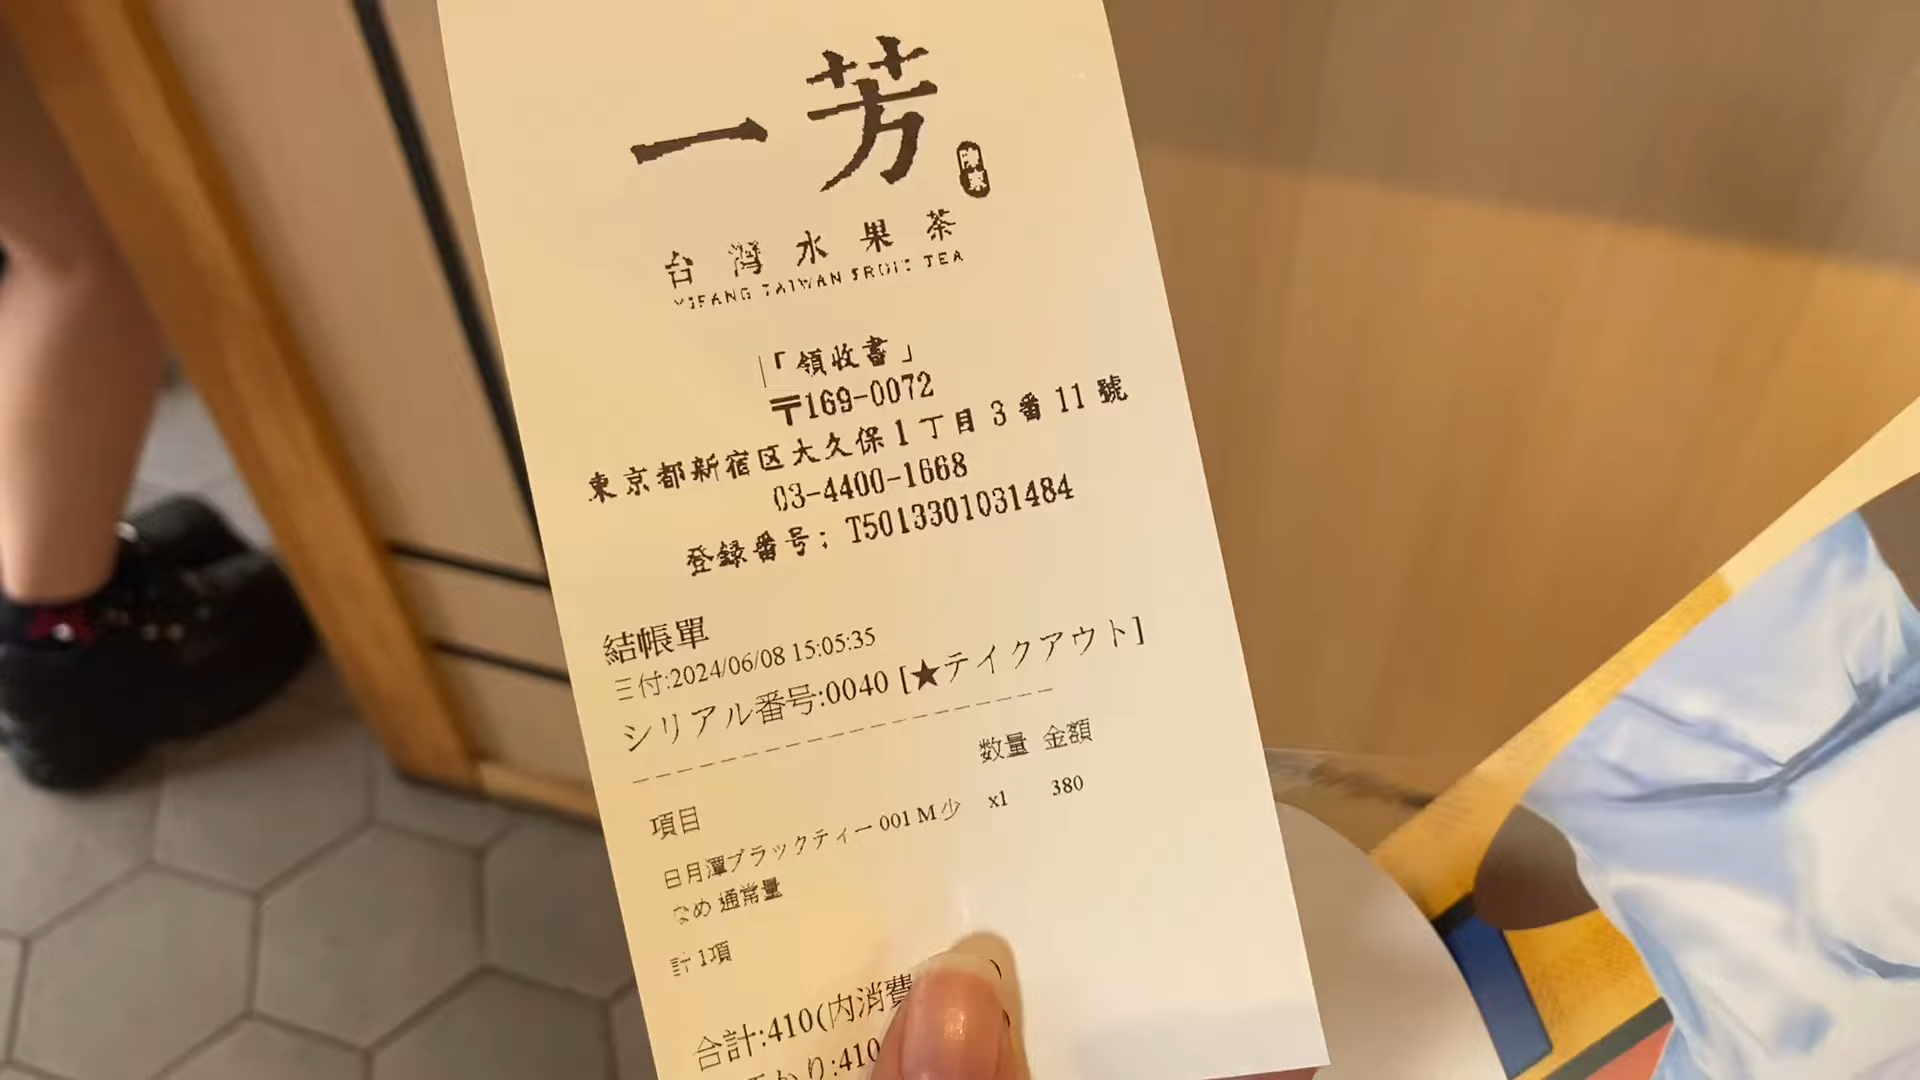 一芳
台灣水果茶
YIFANG TAIWAN FRUIT TEA
「領収書」
〒169-0072
東京都新宿区大久保1丁目3番11號
03-4400-1668
登録番号; T5013301031484
結帳單
日付:2024/06/08 15:05:35
シリアル番号:0040 [★テイクアウト]
数量 金額
項目
日月潭ブラックティー 001 M 少 x1 380
なめ 通常量
計 1項
合計:410(内消費
かり:410